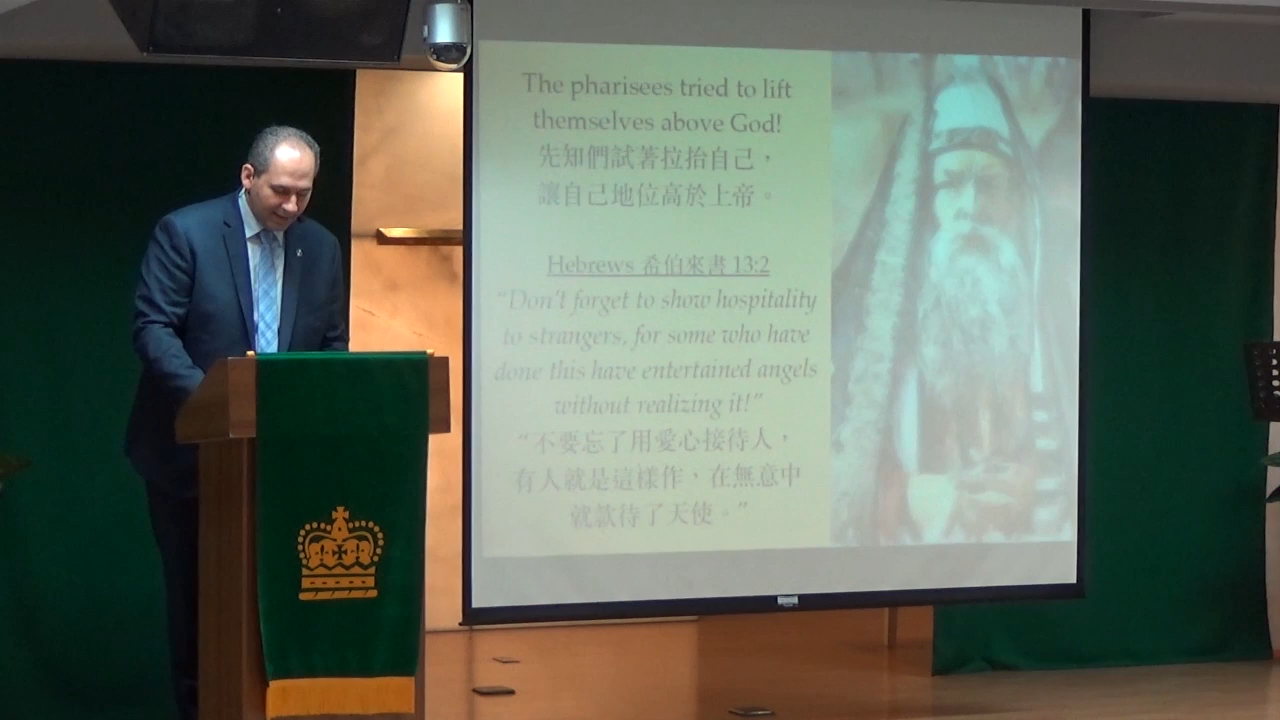 The pharisees tried to lift
themselves above God!
先知們試著拉抬自己，
讓自己地位高於上帝。
Hebrews 希伯來書 13:2
“Don’t forget to show hospitality
to strangers, for some who have
done this have entertained angels
without realizing it!”
“不要忘了用愛心接待人，
有人就是這樣作，在無意中
就款待了天使。”